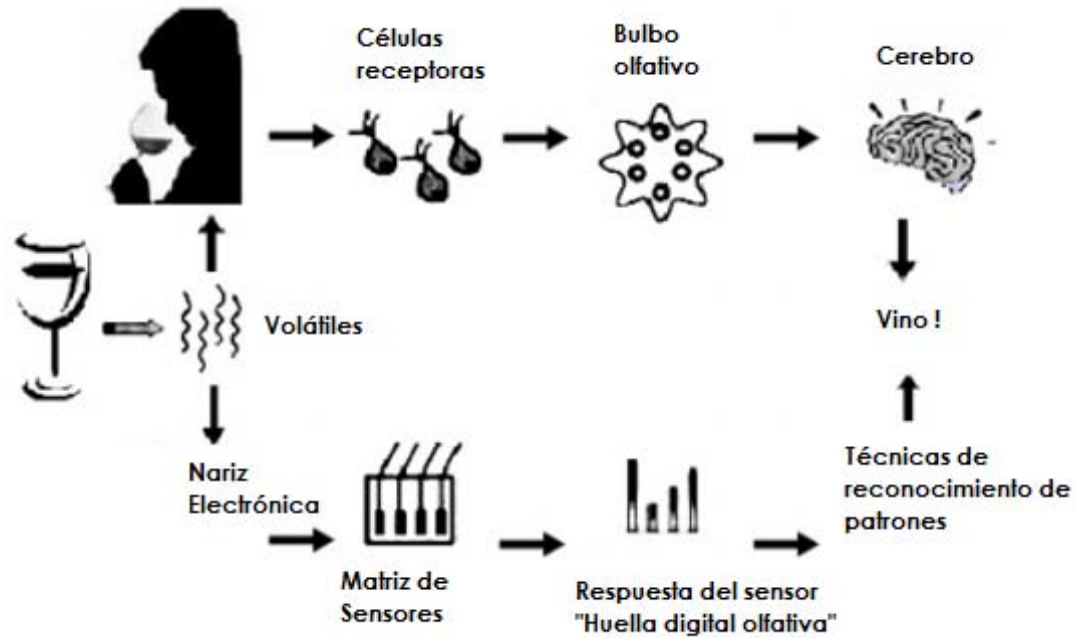 Células
receptoras
Bulbo
olfativo
Cerebro
Volátiles
Vino !
Nariz
Electrónica
Matriz de
Sensores
Respuesta del sensor
"Huella digital olfativa"
Técnicas de
reconocimiento de
patrones